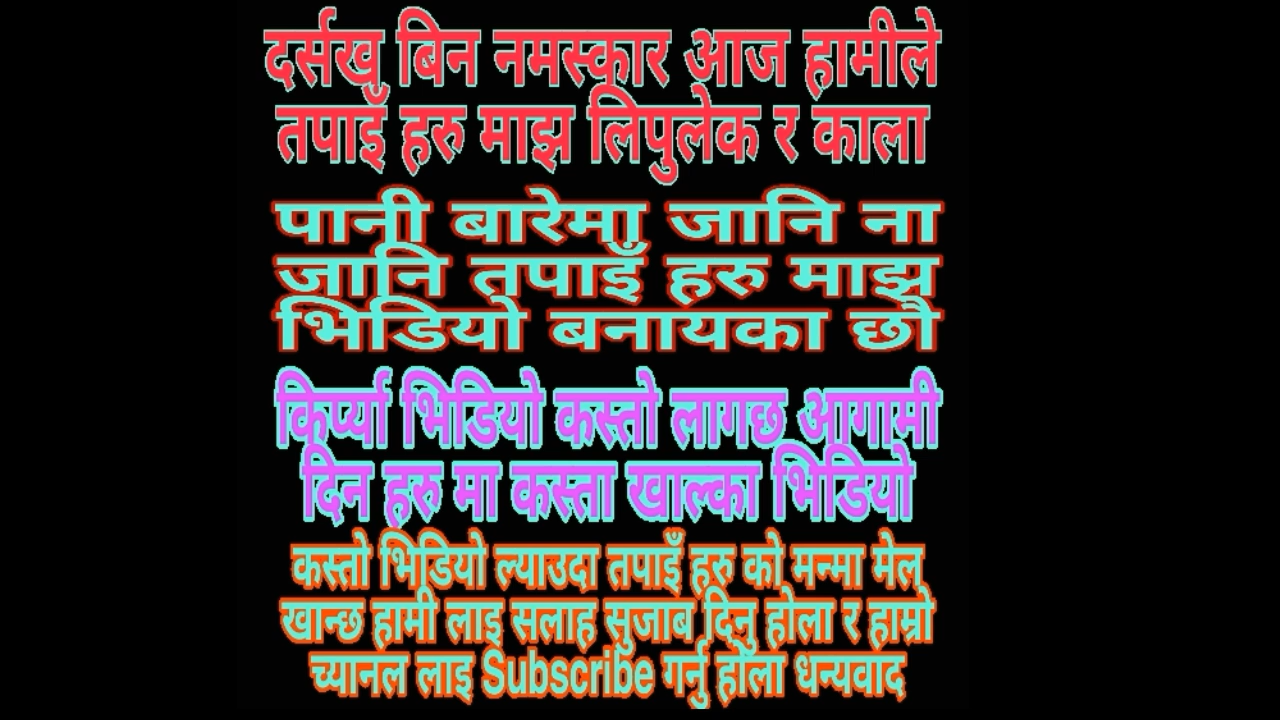 दर्सख बिन नमस्कार आज हामीले
तपाइँ हरु माझ लिपुलेक र काला
पानी बारेमा जानि ना
जानि तपाइँ हरु माझ
भिडियो बनायका छौ
किर्प्या भिडियो कस्तो लागछ आगामी
दिन हरु मा कस्ता खाल्का भिडियो
कस्तो भिडियो ल्याउदा तपाइँ हरु को मन्मा मेल
खान्छ हामी लाइ सलाह सुजाब दिनु होला र हाम्रो
च्यानल लाइ Subscribe गर्नु होला धन्यवाद